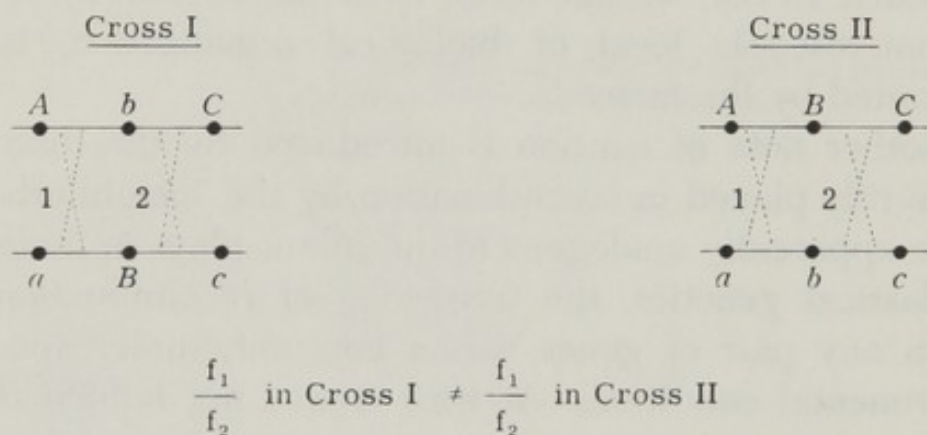 Cross I Cross II
A b C A B C
1 2 1 2
a B c a b c
f₁/f₂ in Cross I ≠ f₁/f₂ in Cross II